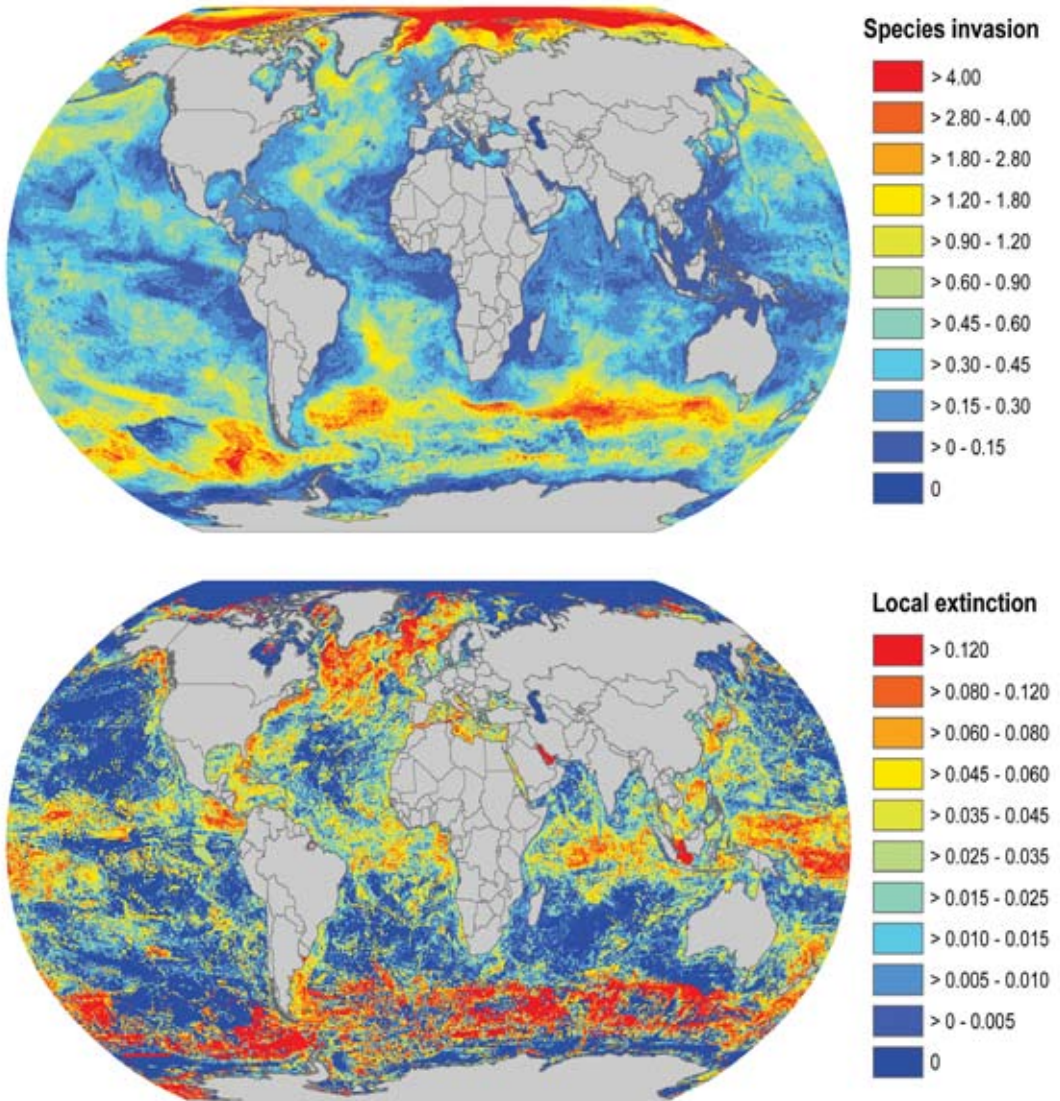 Species invasion
> 4.00
> 2.80 - 4.00
> 1.80 - 2.80
> 1.20 - 1.80
> 0.90 - 1.20
> 0.60 - 0.90
> 0.45 - 0.60
> 0.30 - 0.45
> 0.15 - 0.30
> 0 - 0.15
0
Local extinction
> 0.120
> 0.080 - 0.120
> 0.060 - 0.080
> 0.045 - 0.060
> 0.035 - 0.045
> 0.025 - 0.035
> 0.015 - 0.025
> 0.010 - 0.015
> 0.005 - 0.010
> 0 - 0.005
0